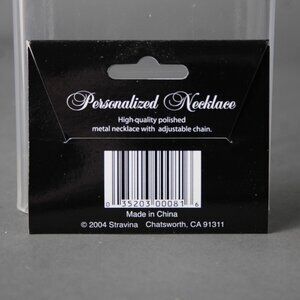 Personalized Necklace
High-quality polished
metal necklace with adjustable chain.
0 35203 00081 6
Made in China
© 2004 Stravina Chatsworth, CA 91311